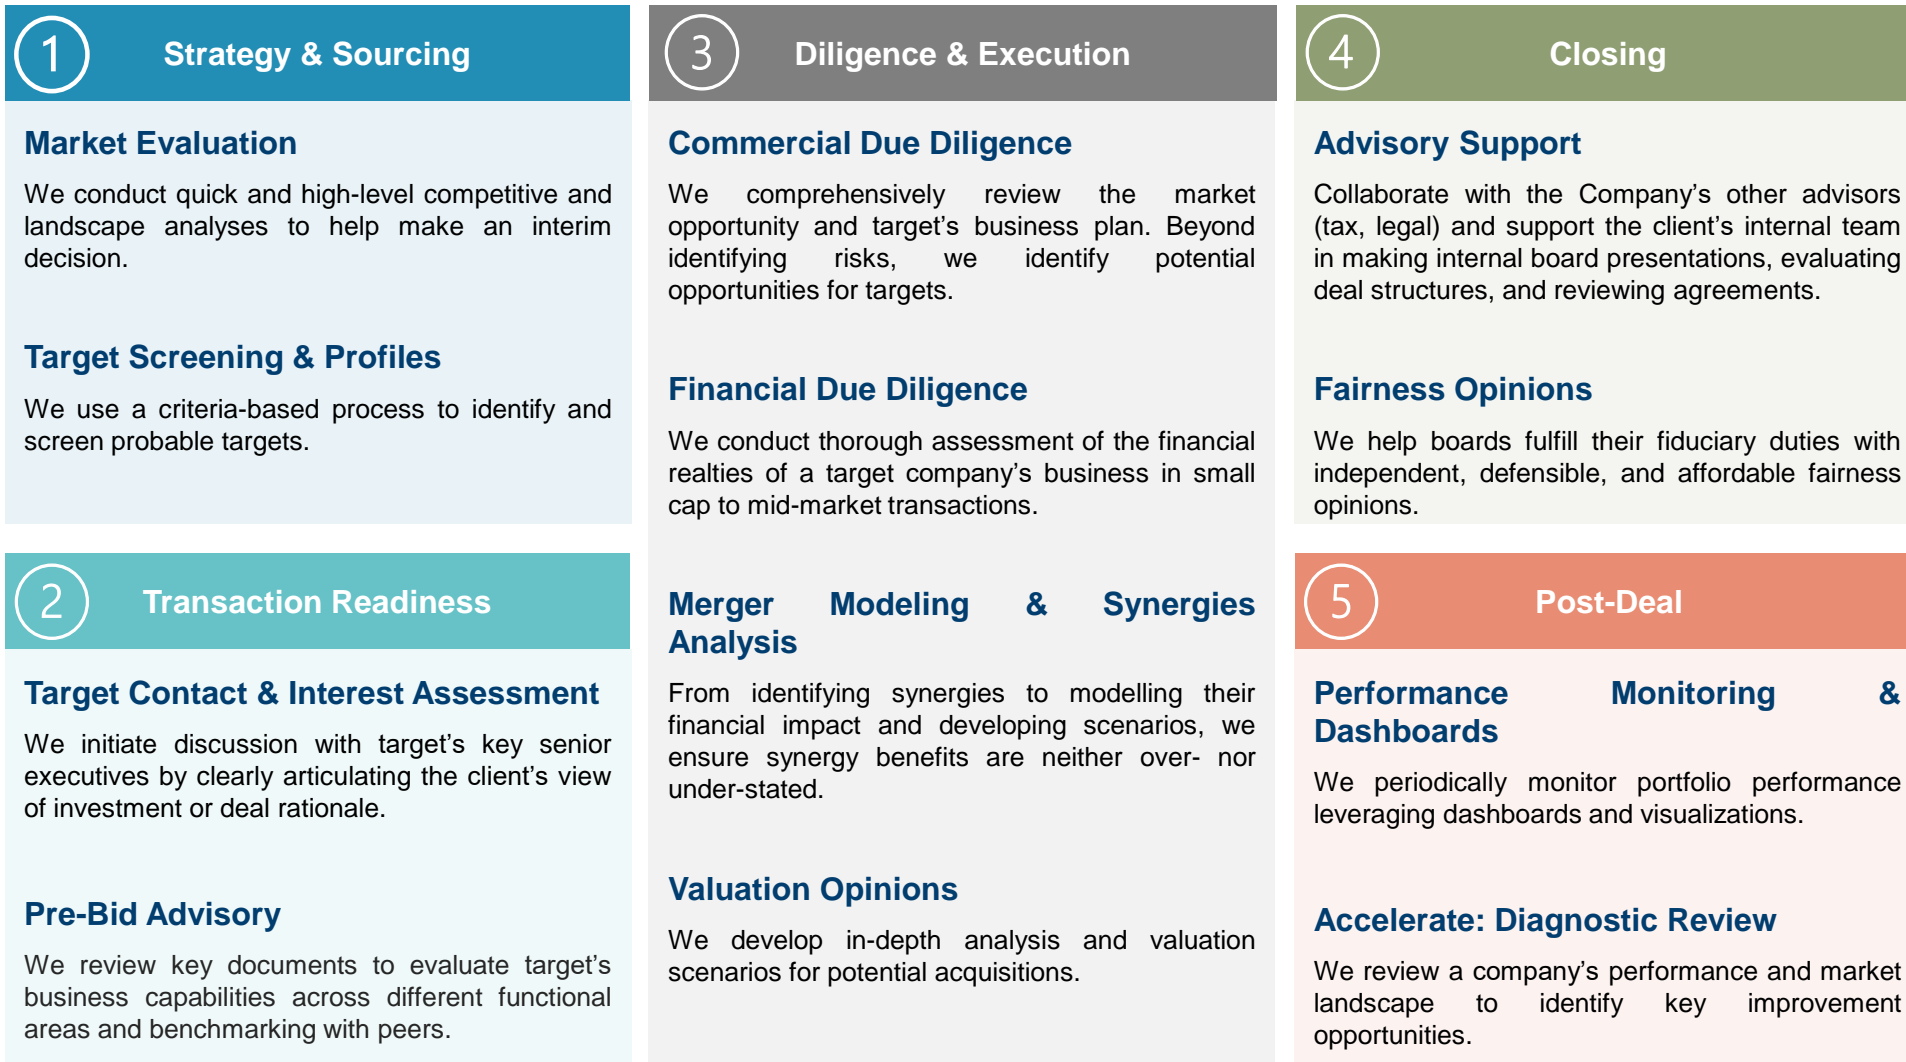 1
Strategy & Sourcing
Market Evaluation
We conduct quick and high-level competitive and
landscape analyses to help make an interim
decision.
Target Screening & Profiles
We use a criteria-based process to identify and
screen probable targets.
2
Transaction Readiness
Target Contact & Interest Assessment
We initiate discussion with target’s key senior
executives by clearly articulating the client’s view
of investment or deal rationale.
Pre-Bid Advisory
We review key documents to evaluate target’s
business capabilities across different functional
areas and benchmarking with peers.
3
Diligence & Execution
Commercial Due Diligence
We comprehensively review the market
opportunity and target’s business plan. Beyond
identifying risks, we identify potential
opportunities for targets.
Financial Due Diligence
We conduct thorough assessment of the financial
realties of a target company’s business in small
cap to mid-market transactions.
Merger Modeling & Synergies
Analysis
From identifying synergies to modelling their
financial impact and developing scenarios, we
ensure synergy benefits are neither over- nor
under-stated.
Valuation Opinions
We develop in-depth analysis and valuation
scenarios for potential acquisitions.
4
Closing
Advisory Support
Collaborate with the Company’s other advisors
(tax, legal) and support the client’s internal team
in making internal board presentations, evaluating
deal structures, and reviewing agreements.
Fairness Opinions
We help boards fulfill their fiduciary duties with
independent, defensible, and affordable fairness
opinions.
5
Post-Deal
Performance Monitoring &
Dashboards
We periodically monitor portfolio performance
leveraging dashboards and visualizations.
Accelerate: Diagnostic Review
We review a company’s performance and market
landscape to identify key improvement
opportunities.